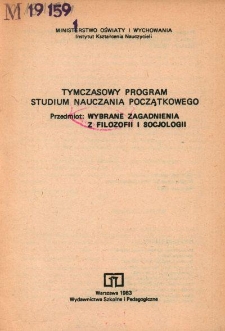 M 19159
1
MINISTERSTWO OŚWIATY I WYCHOWANIA
Instytut Kształcenia Nauczycieli
TYMCZASOWY PROGRAM
STUDIUM NAUCZANIA POCZĄTKOWEGO
Przedmiot: WYBRANE ZAGADNIENIA
Z FILOZOFII I SOCJOLOGII
Warszawa 1983
Wydawnictwa Szkolne i Pedagogiczne